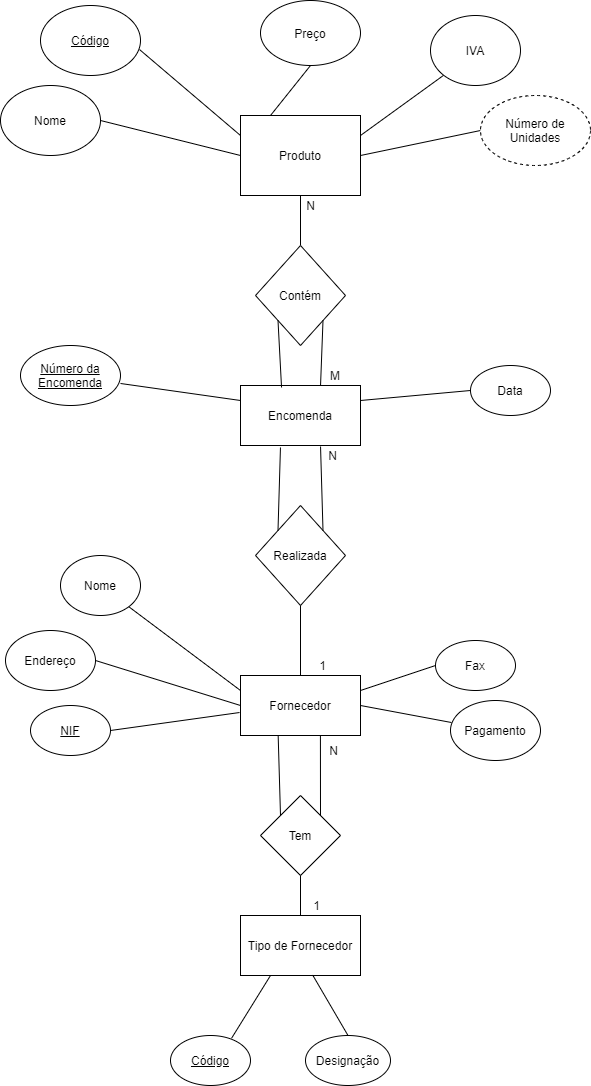 Código
Preço
IVA
Nome
Número de
Unidades
Produto
N
Contém
Número da
Encomenda
M
Data
Encomenda
N
Realizada
Nome
Endereço
1
Fax
NIF
Fornecedor
Pagamento
N
Tem
1
Tipo de Fornecedor
Código
Designação